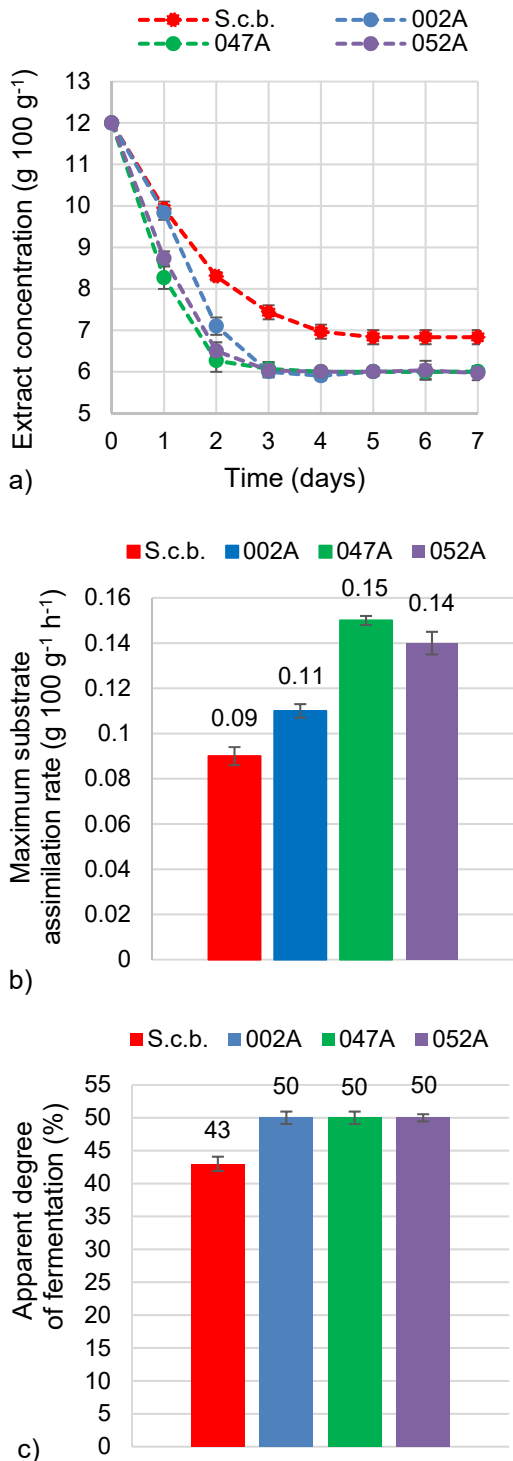 S.c.b. 002A
047A 052A
Extract concentration (g 100 g⁻¹)
13
12
11
10
9
8
7
6
5
0 1 2 3 4 5 6 7
Time (days)
a)
S.c.b. 002A 047A 052A
Maximum substrate
assimilation rate (g 100 g⁻¹ h⁻¹)
0.16
0.14
0.12
0.1
0.08
0.06
0.04
0.02
0
0.09
0.11
0.15
0.14
b)
S.c.b. 002A 047A 052A
Apparent degree
of fermentation (%)
55
50
45
40
35
30
25
20
15
10
5
0
43
50
50
50
c)